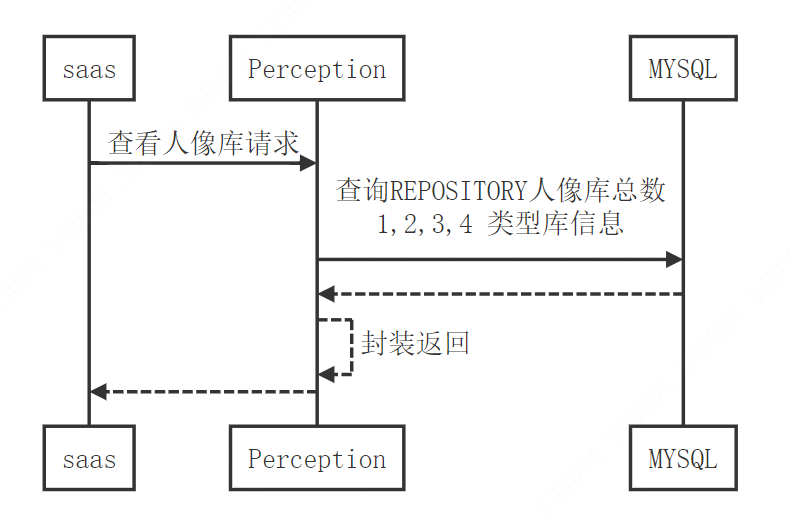 saas
Perception
MYSQL
查看人像库请求
查询REPOSITORY人像库总数
1,2,3,4 类型库信息
封装返回
saas
Perception
MYSQL